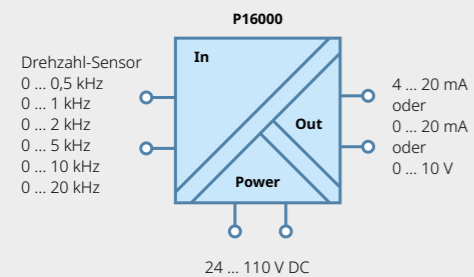 P16000
Drehzahl-Sensor
0 ... 0,5 kHz
0 ... 1 kHz
0 ... 2 kHz
0 ... 5 kHz
0 ... 10 kHz
0 ... 20 kHz
In
Out
Power
4 ... 20 mA
oder
0 ... 20 mA
oder
0 ... 10 V
24 ... 110 V DC